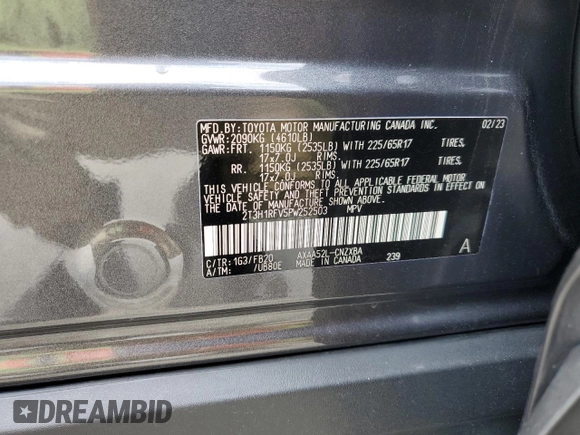 MFD.BY:TOYOTA MOTOR MANUFACTURING CANADA INC. 02/23
GVWR:2090KG (4610LB)
GAWR:FRT. 1150KG (2535LB) WITH 225/65R17 TIRES,
17x7.0J RIMS.
RR. 1150KG (2535LB) WITH 225/65R17 TIRES,
17x7.0J RIMS.
THIS VEHICLE CONFORMS TO ALL APPLICABLE FEDERAL MOTOR
VEHICLE SAFETY AND THEFT PREVENTION STANDARDS IN EFFECT
ON THE DATE OF MANUFACTURE SHOWN ABOVE.
2T3H1RFV5PW252503 MPV
C/TR:1G3/FB20 AXAA52L-CNZXBA
A/TM: /UB80E MADE IN CANADA 239
A
DREAMBID